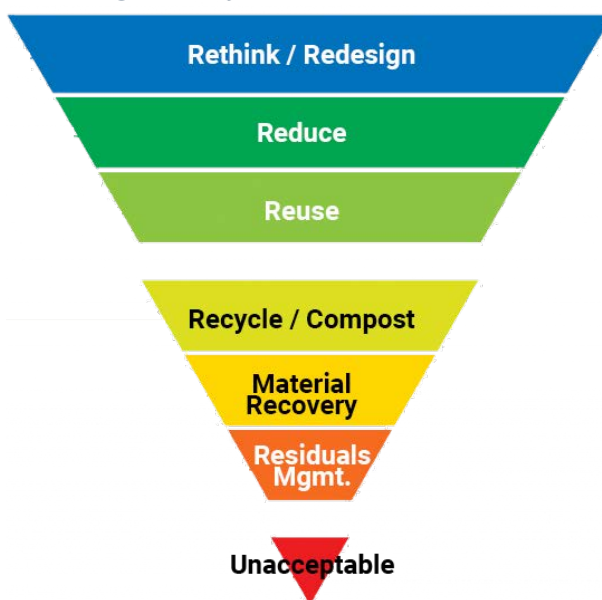 Rethink / Redesign
Reduce
Reuse
Recycle / Compost
Material
Recovery
Residuals
Mgmt.
Unacceptable